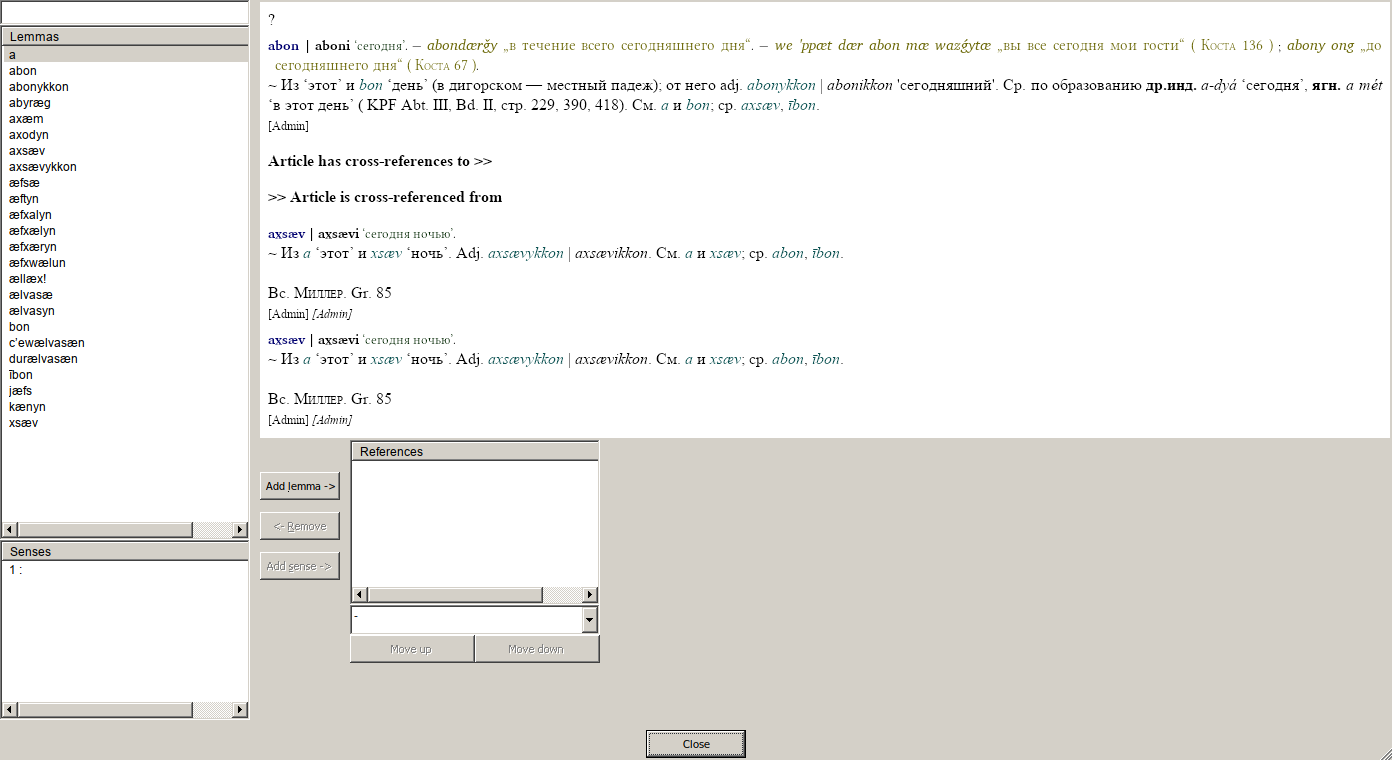 Lemmas
a
abon
abonykkon
abyræg
axæm
axodyn
axsæv
axsævykkon
æfsæ
æftyn
æfxalyn
æfxælyn
æfxæryn
æfxwælun
ællæx!
ælvasæ
ælvasyn
bon
c'ewælvasæn
durælvasæn
ībon
jæfs
kænyn
xsæv
Senses
1 :
?
abon | aboni ‘сегодня’. – abondærǧy „в течение всего сегодняшнего дня“. – we 'ppæt dær abon mæ wazǵytæ „вы все сегодня мои гости“ ( Коста 136 ) ; abony ong „до
сегодняшнего дня“ ( Коста 67 ).
~ Из ‘этот’ и bon ‘день’ (в дигорском — местный падеж); от него adj. abonykkon | abonikkon 'сегодняшний'. Ср. по образованию др.инд. a-dyá ‘сегодня’, ягн. a mét
‘в этот день’ ( KPF Abt. III, Bd. II, стр. 229, 390, 418). См. a и bon; ср. axsæv, ībon.
[Admin]
Article has cross-references to >>
>> Article is cross-referenced from
axsæv | axsævi ‘сегодня ночью’.
~ Из a ‘этот’ и xsæv ‘ночь’. Adj. axsævykkon | axsævikkon. См. a и xsæv; ср. abon, ībon.
Вс. Миллер. Gr. 85
[Admin] [Admin]
axsæv | axsævi ‘сегодня ночью’.
~ Из a ‘этот’ и xsæv ‘ночь’. Adj. axsævykkon | axsævikkon. См. a и xsæv; ср. abon, ībon.
Вс. Миллер. Gr. 85
[Admin] [Admin]
References
Add lemma ->
<- Remove
Add sense ->
-
Move up
Move down
Close